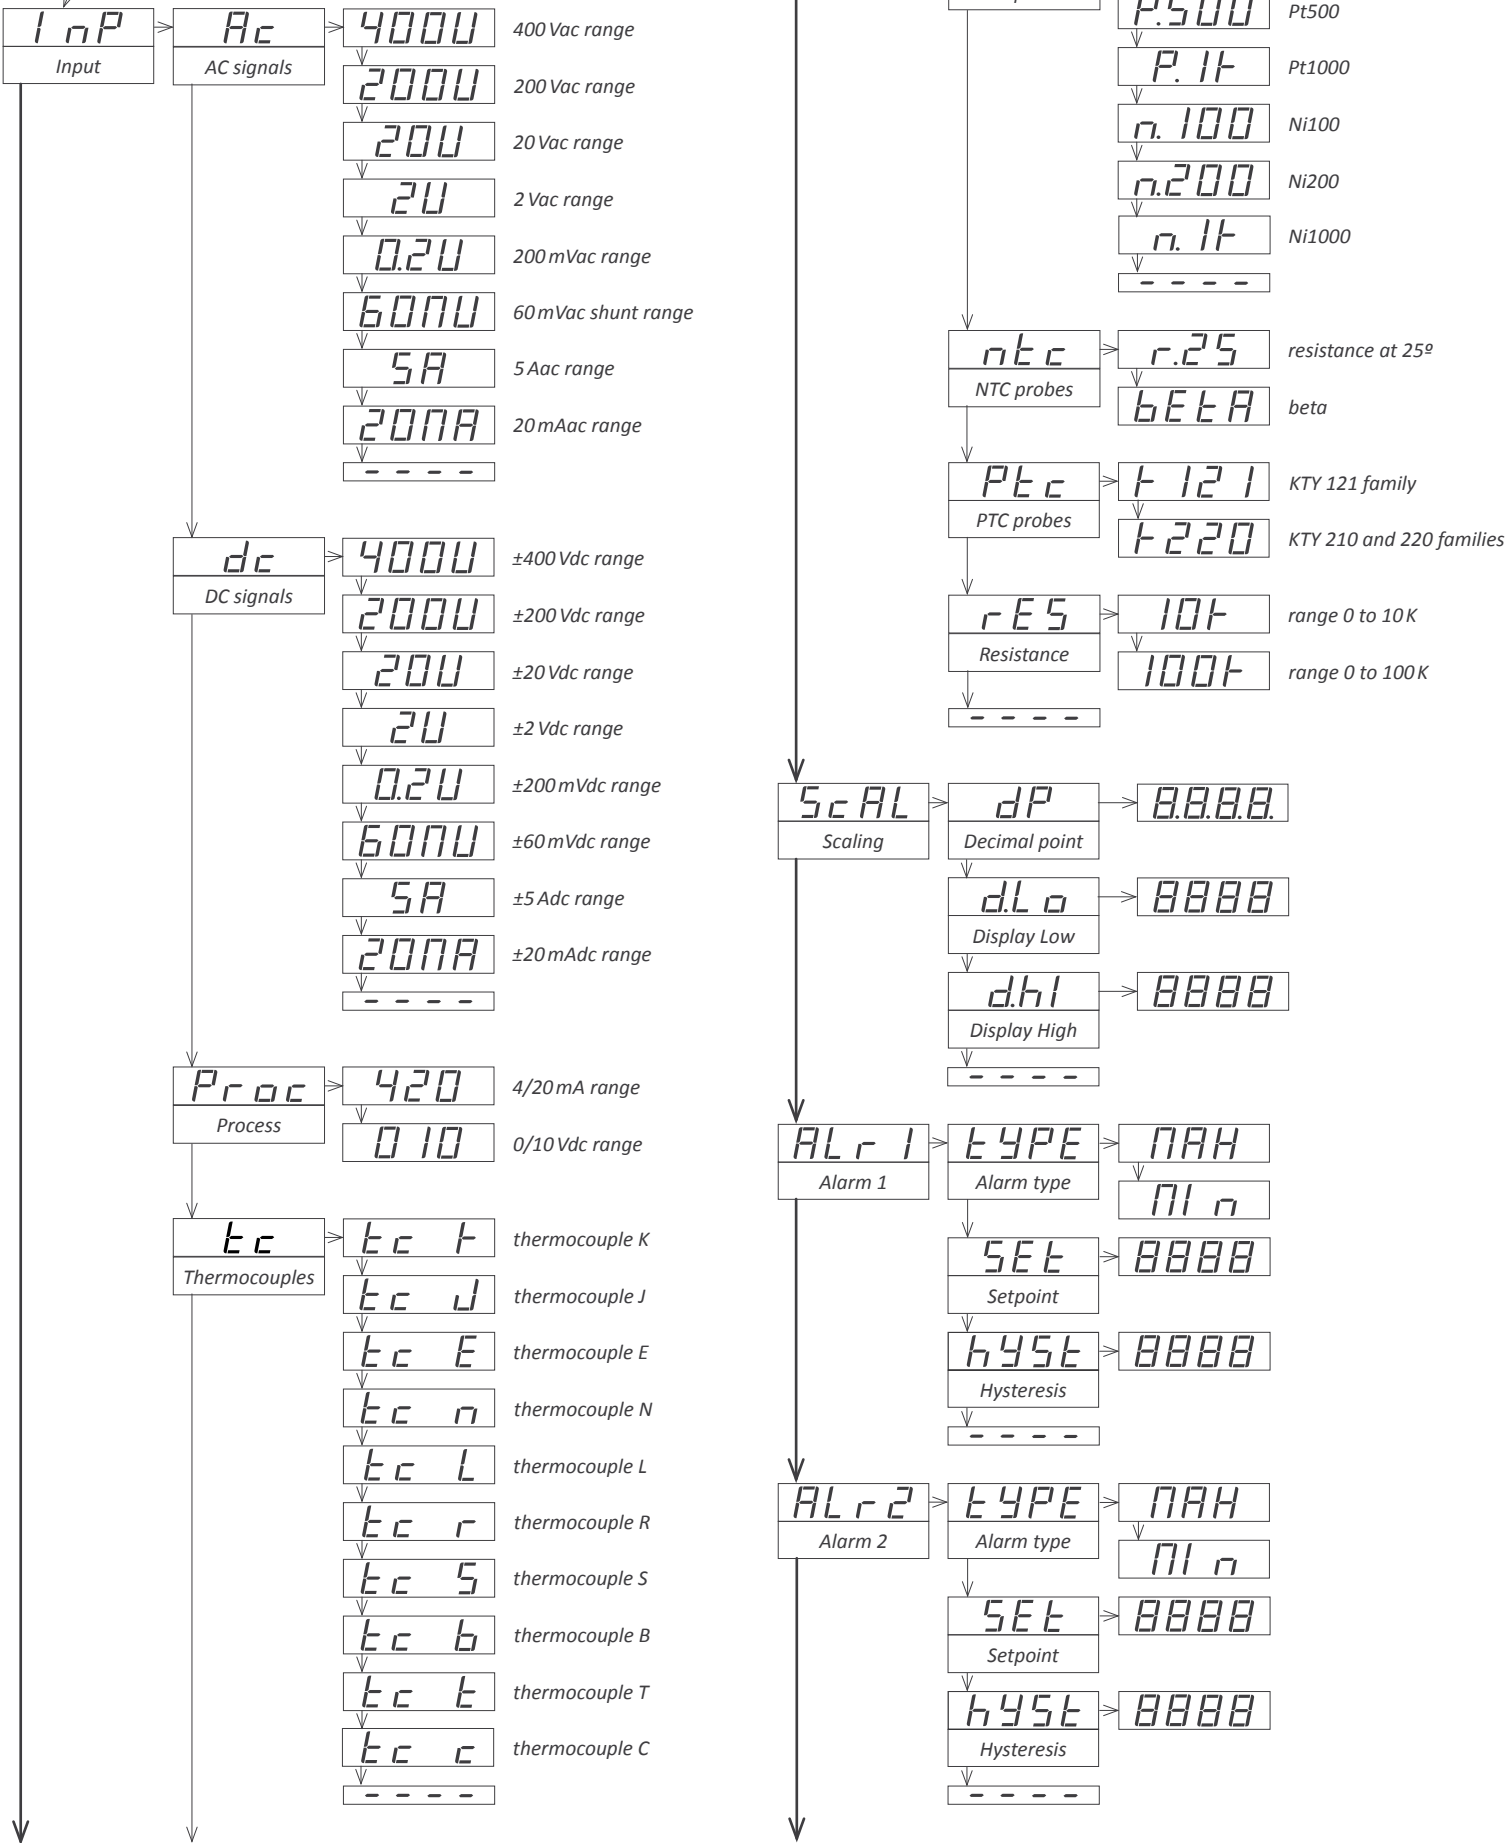 InP
Input
Ac
AC signals
400U
400 Vac range
200U
200 Vac range
20U
20 Vac range
2U
2 Vac range
0.2U
200 mVac range
60MU
60 mVac shunt range
5A
5 Aac range
20MA
20 mAac range
----
dc
DC signals
400U
±400 Vdc range
200U
±200 Vdc range
20U
±20 Vdc range
2U
±2 Vdc range
0.2U
±200 mVdc range
60MU
±60 mVdc range
5A
±5 Adc range
20MA
±20 mAdc range
----
Proc
Process
420
4/20 mA range
010
0/10 Vdc range
tc
Thermocouples
tc k
thermocouple K
tc J
thermocouple J
tc E
thermocouple E
tc n
thermocouple N
tc L
thermocouple L
tc r
thermocouple R
tc S
thermocouple S
tc b
thermocouple B
tc t
thermocouple T
tc c
thermocouple C
----
P.500
Pt500
P.1k
Pt1000
n.100
Ni100
n.200
Ni200
n.1k
Ni1000
----
ntc
NTC probes
r.25
resistance at 25º
bEtA
beta
Ptc
PTC probes
k121
KTY 121 family
k220
KTY 210 and 220 families
rES
Resistance
10k
range 0 to 10 K
100k
range 0 to 100 K
----
ScAL
Scaling
dP
Decimal point
8.8.8.8.
d.Lo
Display Low
8888
d.hI
Display High
8888
----
ALr1
Alarm 1
tYPE
Alarm type
MAH
MIn
SEt
Setpoint
8888
hYSt
Hysteresis
8888
----
ALr2
Alarm 2
tYPE
Alarm type
MAH
MIn
SEt
Setpoint
8888
hYSt
Hysteresis
8888
----